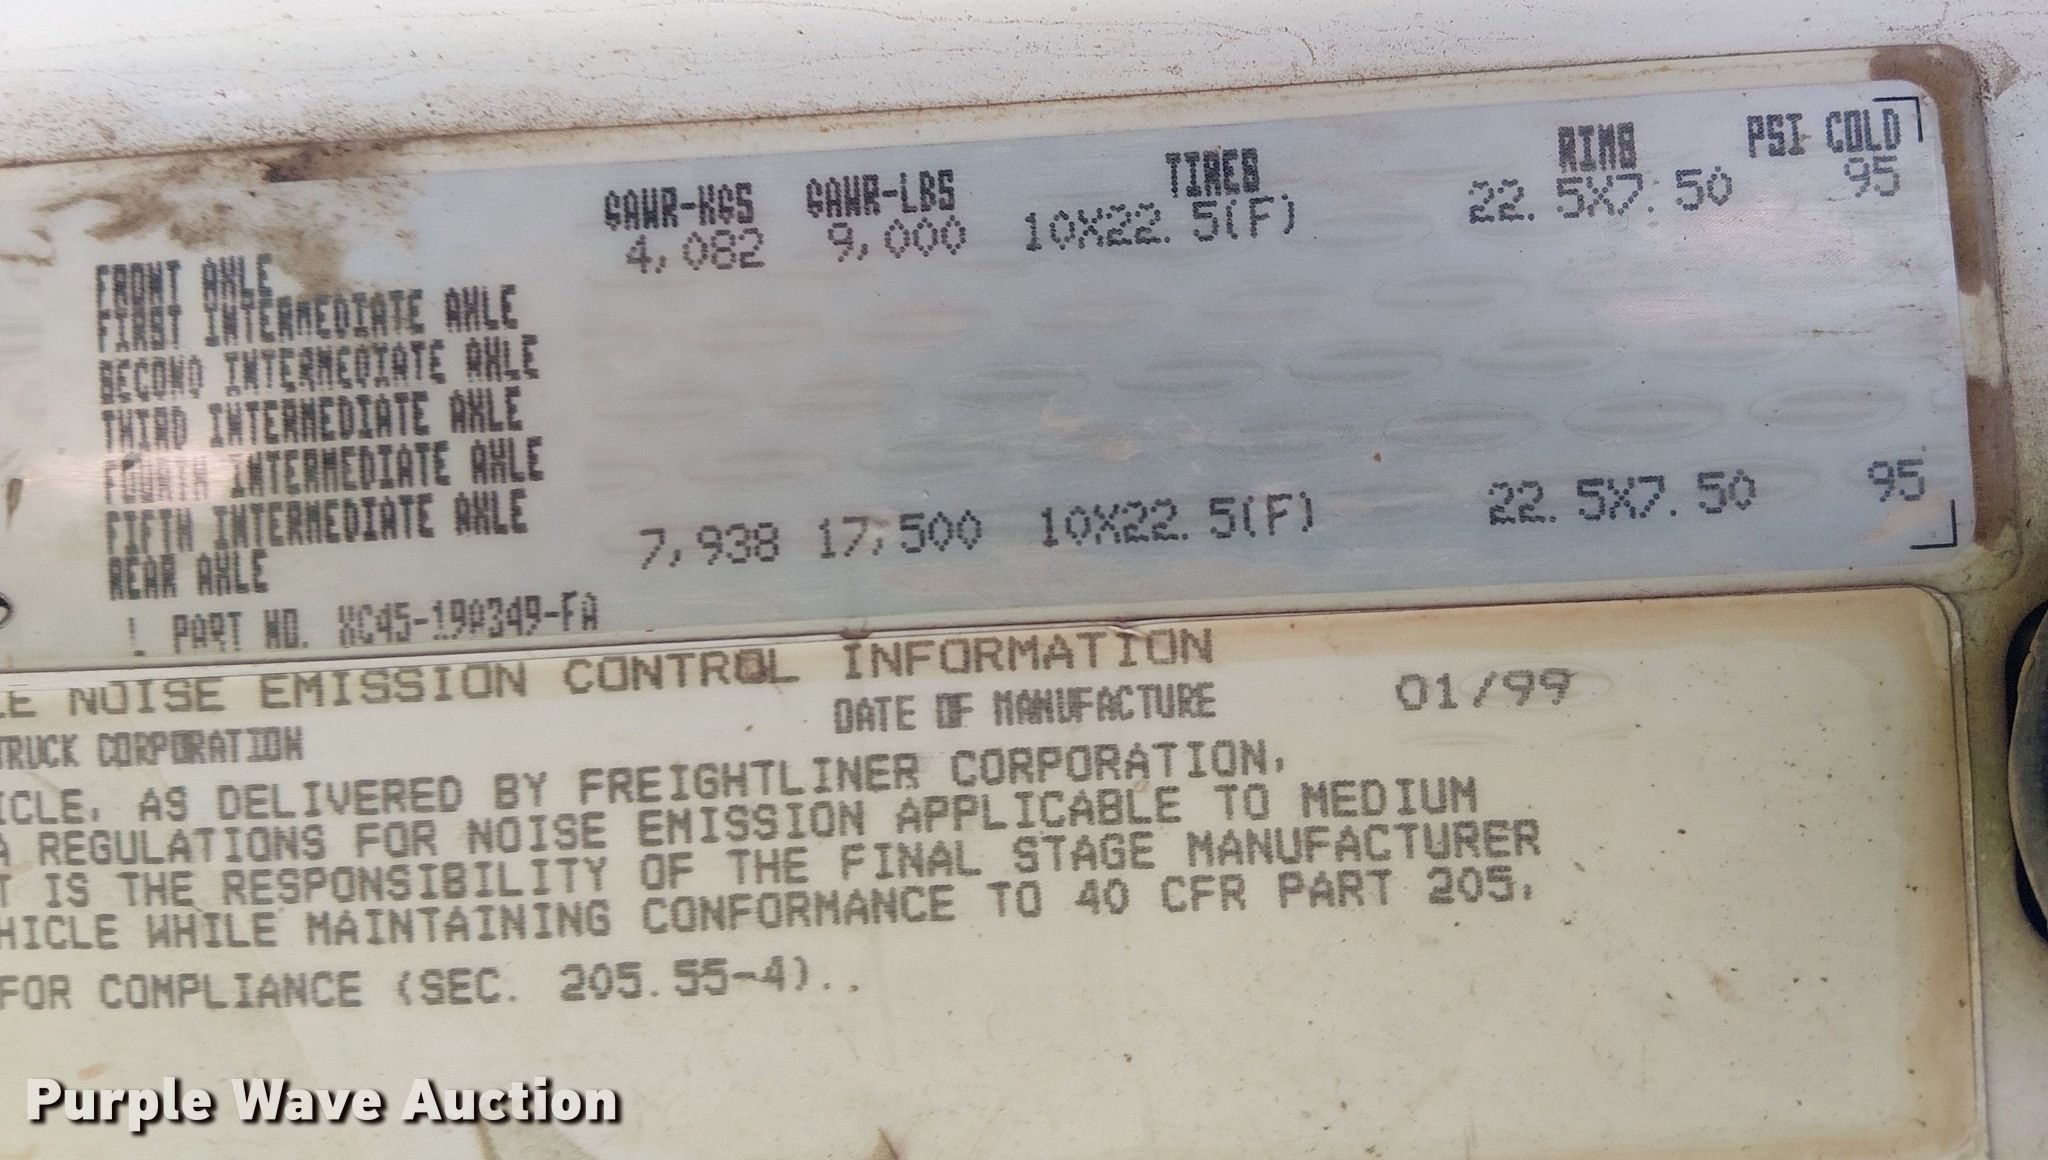 GAWR-KGS GAWR-LBS TIRES RIMS PSI COLD
FRONT AXLE 4,082 9,000 10X22.5(F) 22.5X7.50 95
FIRST INTERMEDIATE AXLE
SECOND INTERMEDIATE AXLE
THIRD INTERMEDIATE AXLE
FOURTH INTERMEDIATE AXLE
FIFTH INTERMEDIATE AXLE
REAR AXLE 7,938 17,500 10X22.5(F) 22.5X7.50 95
! PART NO. XC45-19A349-FA
LE NOISE EMISSION CONTROL INFORMATION
TRUCK CORPORATION DATE OF MANUFACTURE 01/99
ICLE, AS DELIVERED BY FREIGHTLINER CORPORATION,
A REGULATIONS FOR NOISE EMISSION APPLICABLE TO MEDIUM
T IS THE RESPONSIBILITY OF THE FINAL STAGE MANUFACTURER
HICLE WHILE MAINTAINING CONFORMANCE TO 40 CFR PART 205,
FOR COMPLIANCE (SEC. 205.55-4)..
Purple Wave Auction